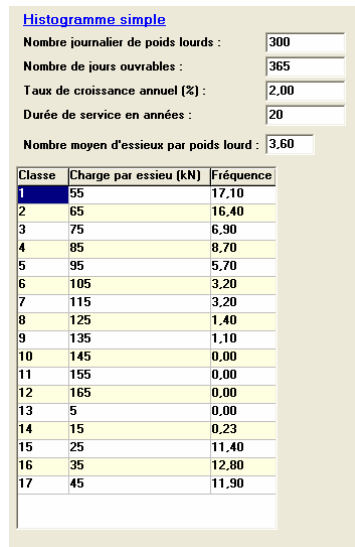 Histogramme simple
Nombre journalier de poids lourds : 300
Nombre de jours ouvrables : 365
Taux de croissance annuel (%) : 2,00
Durée de service en années : 20
Nombre moyen d'essieux par poids lourd : 3,60
Classe Charge par essieu (kN) Fréquence
1 55 17,10
2 65 16,40
3 75 6,90
4 85 8,70
5 95 5,70
6 105 3,20
7 115 3,20
8 125 1,40
9 135 1,10
10 145 0,00
11 155 0,00
12 165 0,00
13 5 0,00
14 15 0,23
15 25 11,40
16 35 12,80
17 45 11,90